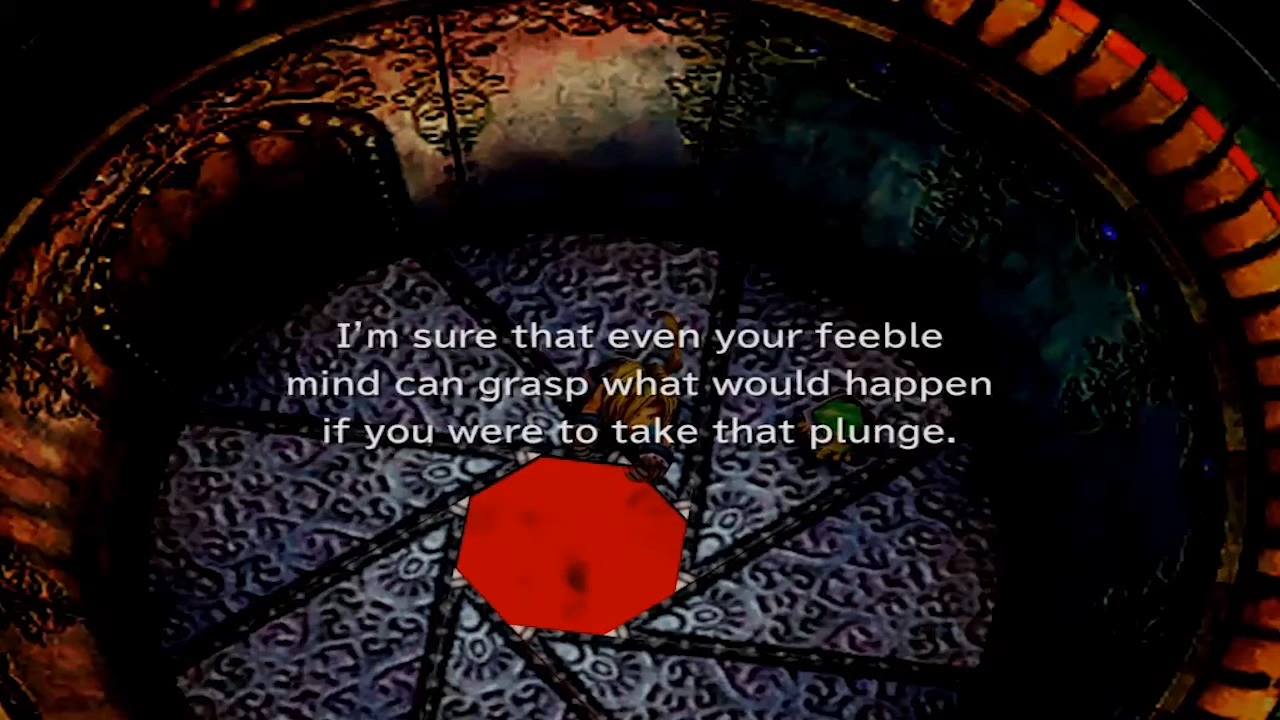 I’m sure that even your feeble
mind can grasp what would happen
if you were to take that plunge.